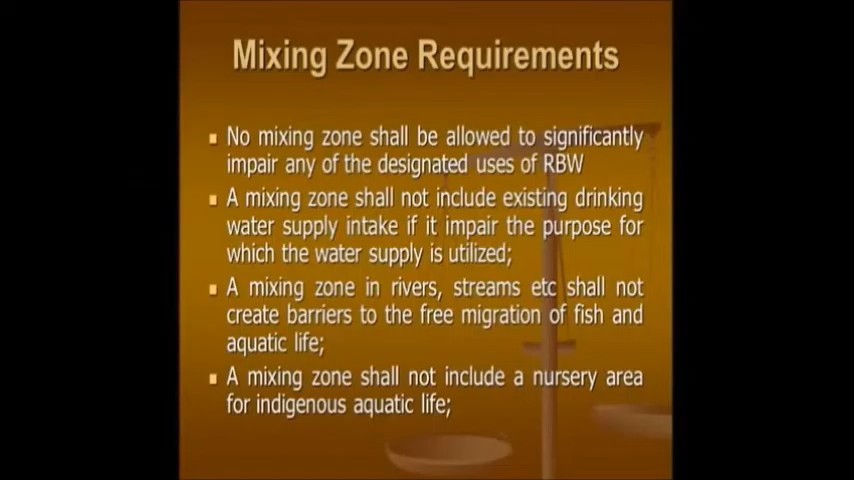 Mixing Zone Requirements
No mixing zone shall be allowed to significantly
impair any of the designated uses of RBW
A mixing zone shall not include existing drinking
water supply intake if it impair the purpose for
which the water supply is utilized;
A mixing zone in rivers, streams etc shall not
create barriers to the free migration of fish and
aquatic life;
A mixing zone shall not include a nursery area
for indigenous aquatic life;